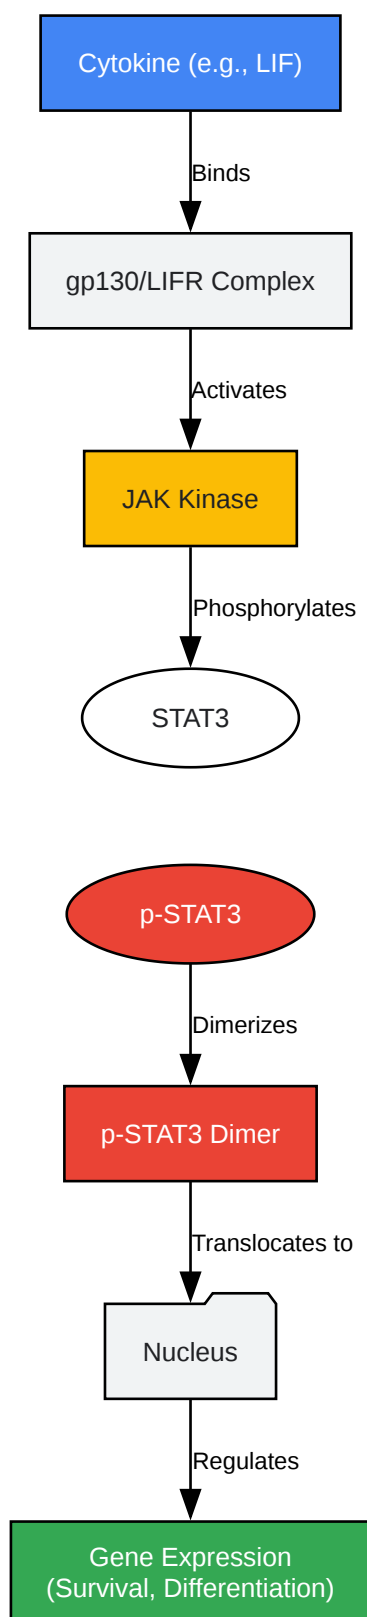 Cytokine (e.g., LIF)
Binds
gp130/LIFR Complex
Activates
JAK Kinase
Phosphorylates
STAT3
p-STAT3
Dimerizes
p-STAT3 Dimer
Translocates to
Nucleus
Regulates
Gene Expression
(Survival, Differentiation)